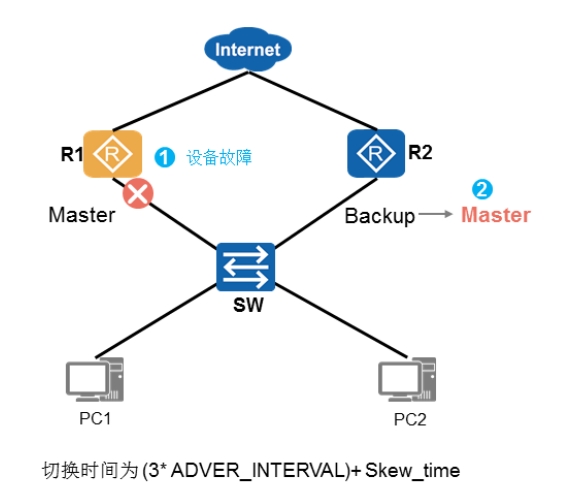 Internet
R1
R
1 设备故障
R
R2
Master
2
Backup
Master
SW
PC1
PC2
切换时间为(3* ADVER_INTERVAL)+ Skew_time